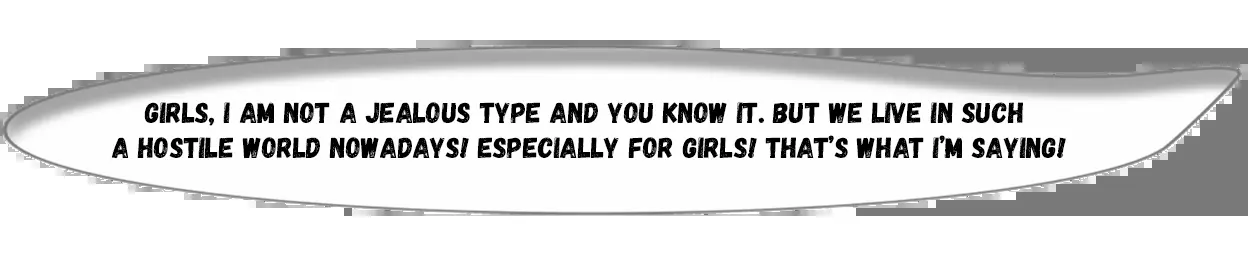 GIRLS, I AM NOT A JEALOUS TYPE AND YOU KNOW IT. BUT WE LIVE IN SUCH
A HOSTILE WORLD NOWADAYS! ESPECIALLY FOR GIRLS! THAT'S WHAT I'M SAYING!